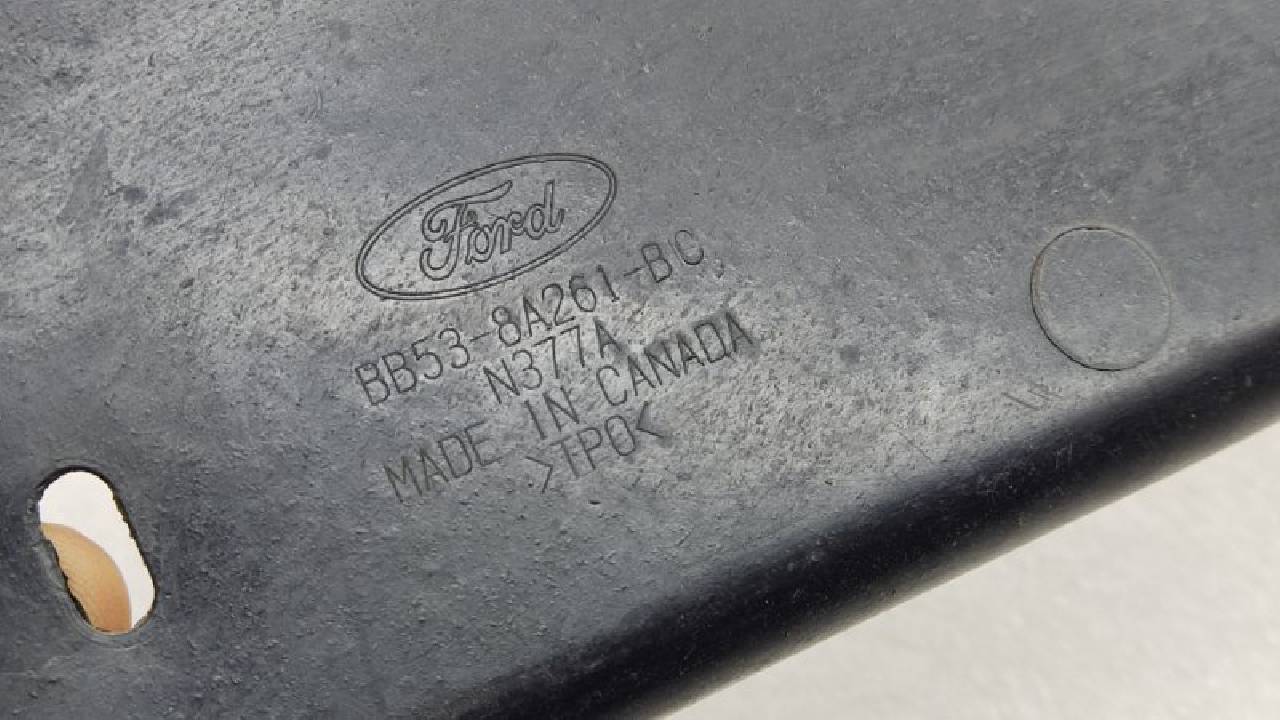 Ford
BB53-8A261-BC
N377A
MADE IN CANADA
>TPO<